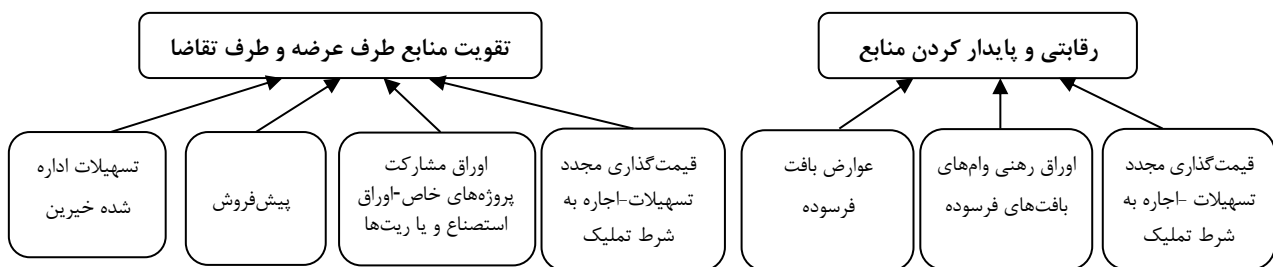 رقابتی و پایدار کردن منابع
تقویت منابع طرف عرضه و طرف تقاضا
قیمت‌گذاری مجدد
تسهیلات -اجاره به
شرط تملیک
اوراق رهنی وام‌های
بافت‌های فرسوده
عوارض بافت
فرسوده
قیمت‌گذاری مجدد
تسهیلات-اجاره به
شرط تملیک
اوراق مشارکت
پروژه‌های خاص-اوراق
استصناع و یا ریت‌ها
پیش‌فروش
تسهیلات اداره
شده خیرین